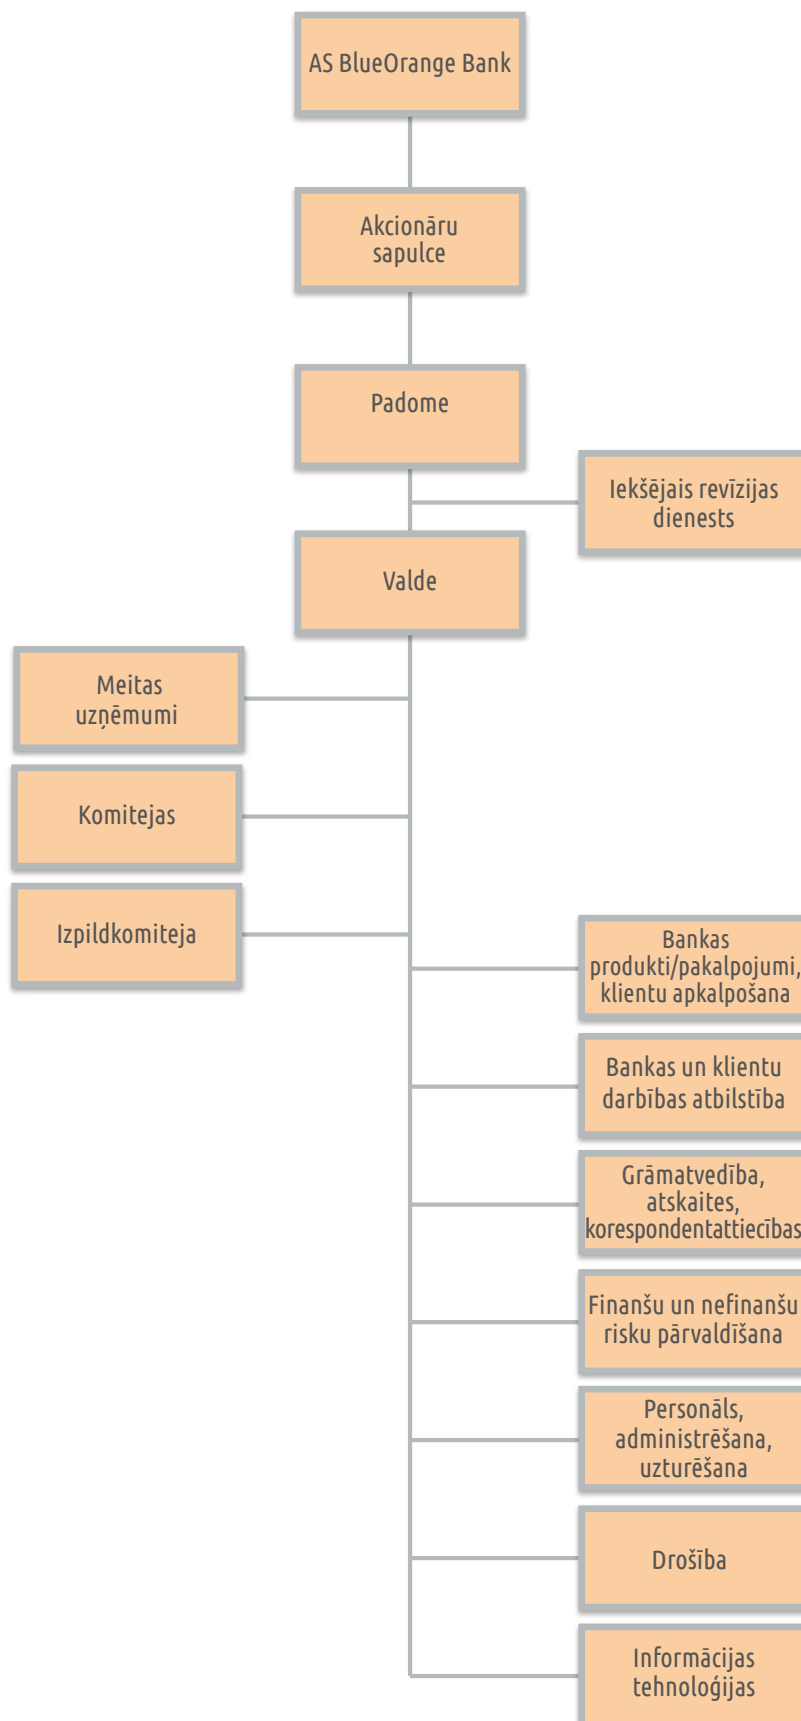 AS BlueOrange Bank
Akcionāru
sapulce
Padome
Iekšējais revīzijas
dienests
Valde
Meitas
uzņēmumi
Komitejas
Izpildkomiteja
Bankas
produkti/pakalpojumi,
klientu apkalpošana
Bankas un klientu
darbības atbilstība
Grāmatvedība,
atskaites,
korespondentattiecības
Finanšu un nefinanšu
risku pārvaldīšana
Personāls,
administrēšana,
uzturēšana
Drošība
Informācijas
tehnoloģijas